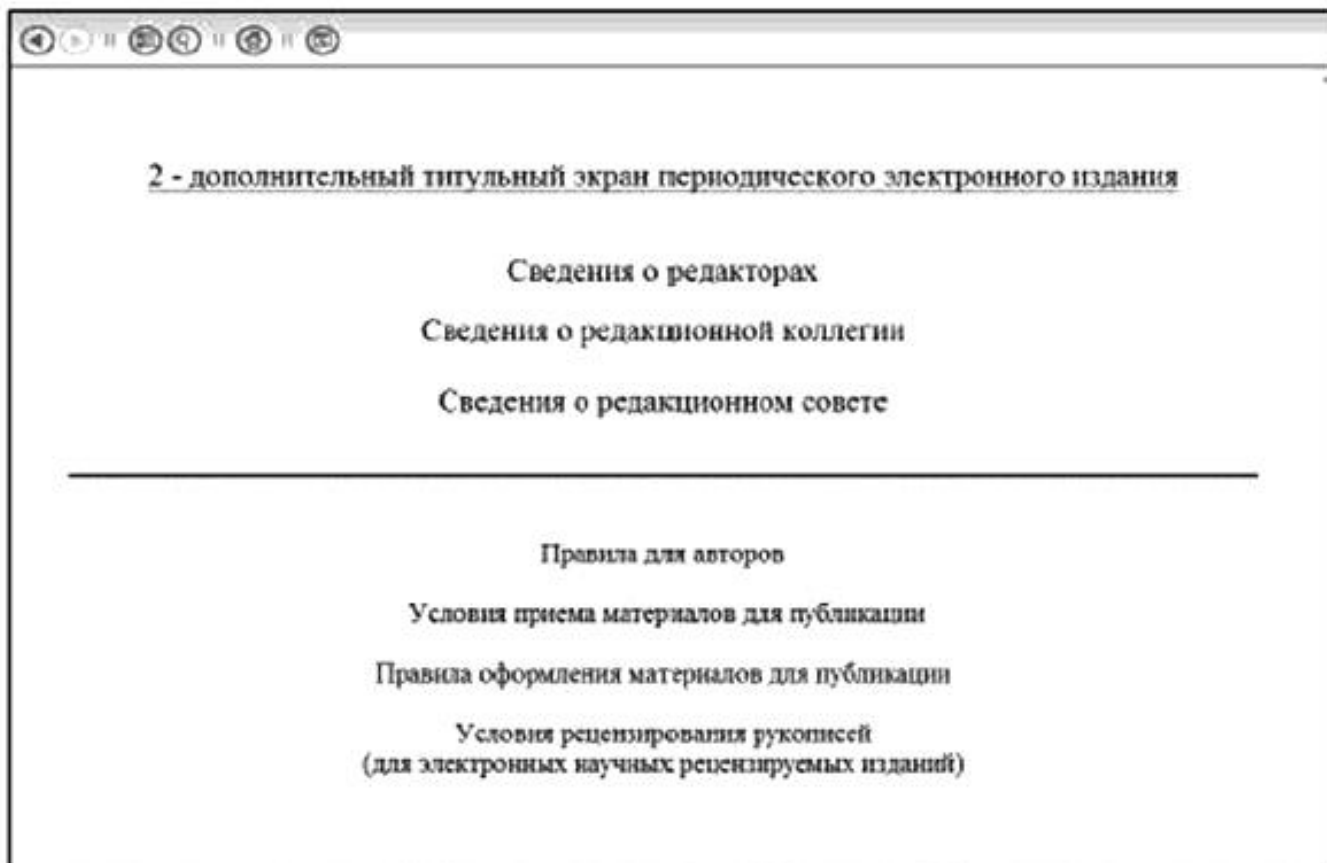 2 - дополнительный титульный экран периодического электронного издания
Сведения о редакторах
Сведения о редакционной коллегии
Сведения о редакционном совете
Правила для авторов
Условия приема материалов для публикации
Правила оформления материалов для публикации
Условия рецензирования рукописей
(для электронных научных рецензируемых изданий)